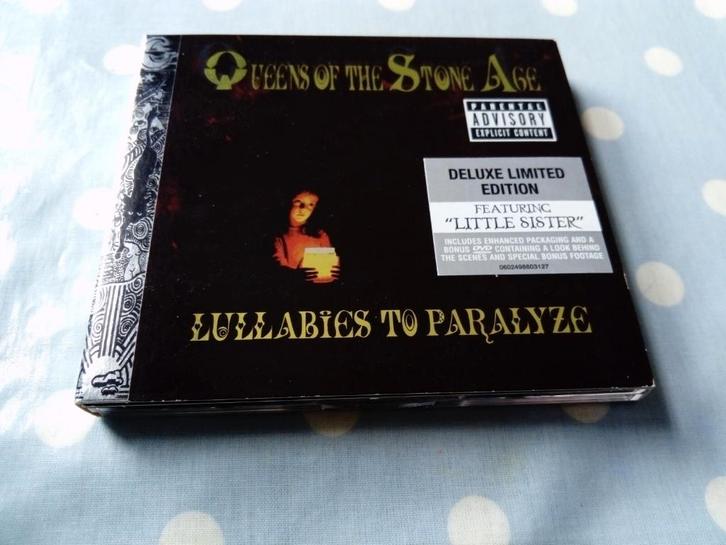 QUEENS OF THE STONE AGE
PARENTAL
ADVISORY
EXPLICIT CONTENT
DELUXE LIMITED
EDITION
FEATURING
"LITTLE SISTER"
INCLUDES ENHANCED PACKAGING AND A
BONUS DVD CONTAINING A LOOK BEHIND
THE SCENES AND SPECIAL BONUS FOOTAGE
0602498803127
LULLABIES TO PARALYZE